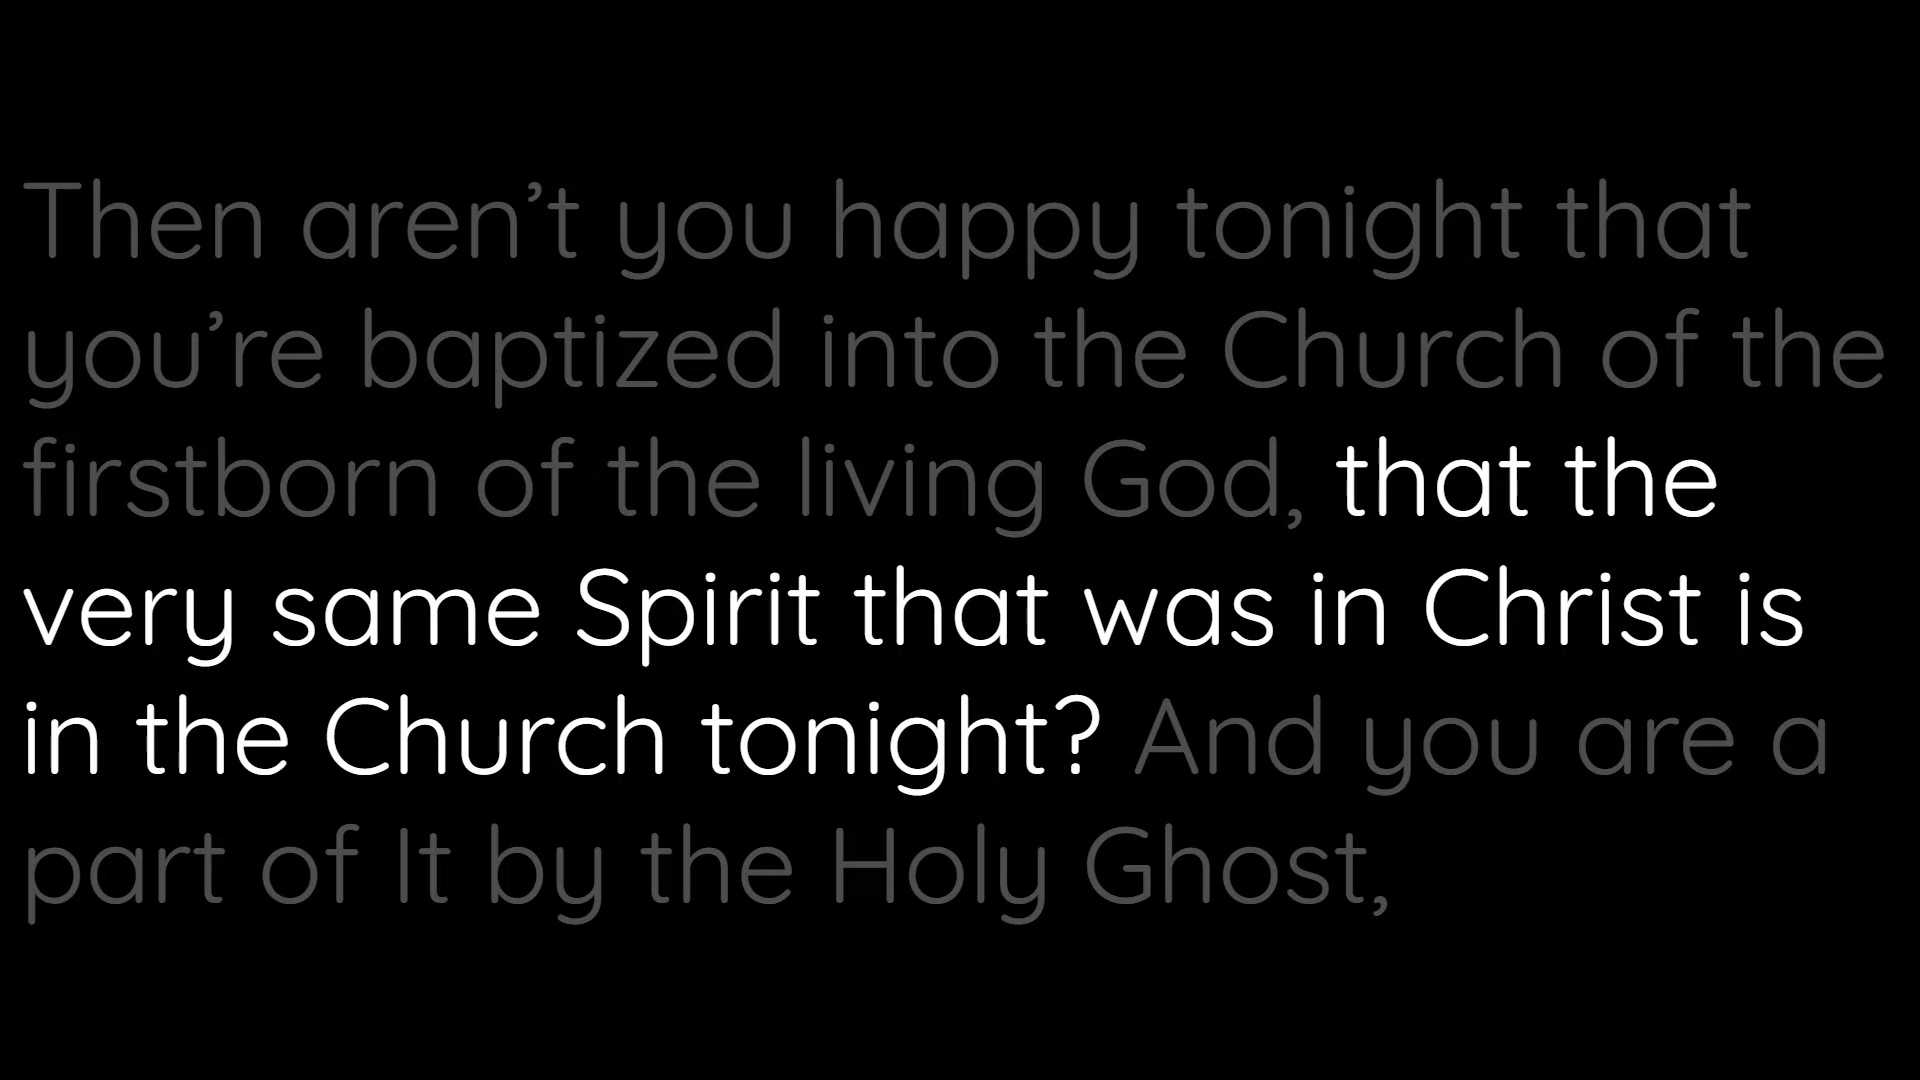 Then aren’t you happy tonight that
you’re baptized into the Church of the
firstborn of the living God, that the
very same Spirit that was in Christ is
in the Church tonight? And you are a
part of It by the Holy Ghost,